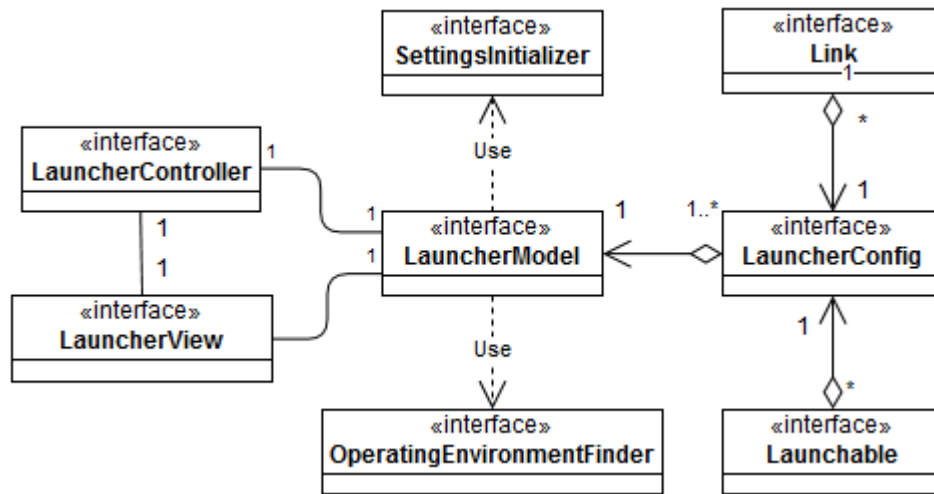 «interface»
SettingsInitializer
«interface»
Link
1
*
1
Use
«interface»
LauncherController
1
1
1
1
1
«interface»
LauncherModel
1
1..*
«interface»
LauncherConfig
«interface»
LauncherView
Use
1
*
«interface»
OperatingEnvironmentFinder
«interface»
Launchable